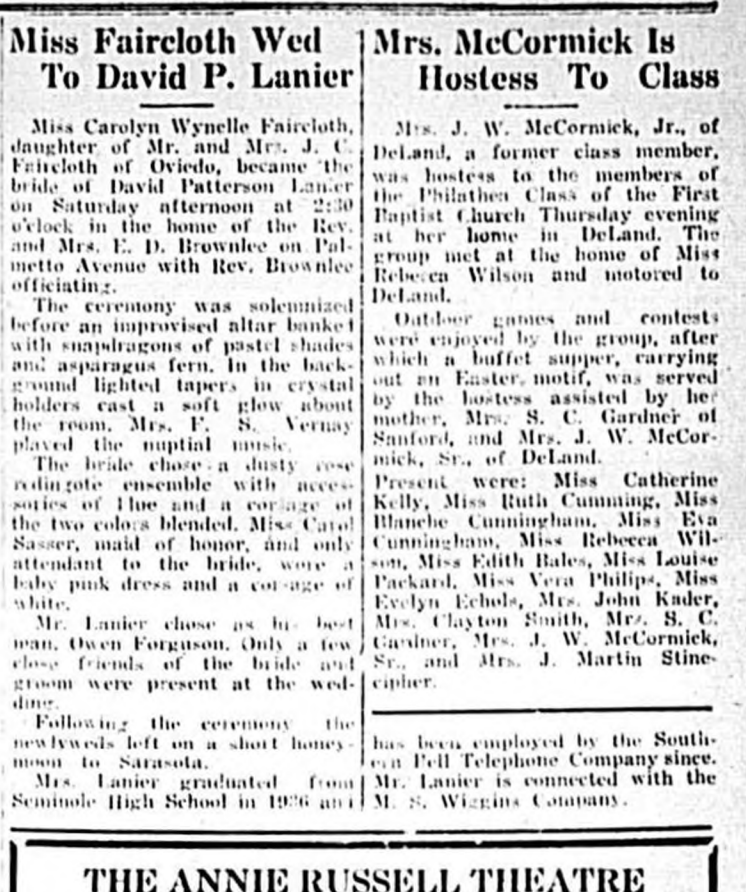 Miss Faircloth Wed
To David P. Lanier
Miss Carolyn Wynelle Faircloth,
daughter of Mr. and Mrs. J. C.
Faircloth of Oviedo, became the
bride of David Patterson Lanier
on Saturday afternoon at 2:30
o'clock in the home of the Rev.
and Mrs. E. D. Brownlee on Pal-
metto Avenue with Rev. Brownlee
officiating.
The ceremony was solemnized
before an improvised altar banked
with snapdragons of pastel shades
and asparagus fern. In the back-
ground lighted tapers in crystal
holders cast a soft glow about
the room. Mrs. F. S. Vernay
played the nuptial music.
The bride chose a dusty rose
redingote ensemble with acces-
sories of blue and a corsage of
the two colors blended. Miss Carol
Sasser, maid of honor, and only
attendant to the bride, wore a
baby pink dress and a corsage of
white.
Mr. Lanier chose as his best
man, Owen Forguson. Only a few
close friends of the bride and
groom were present at the wed-
ding.
Following the ceremony the
newlyweds left on a short honey-
moon to Sarasota.
Mrs. Lanier graduated from
Seminole High School in 1936 and
Mrs. McCormick Is
Hostess To Class
Mrs. J. W. McCormick, Jr., of
DeLand, a former class member,
was hostess to the members of
the Philathea Class of the First
Baptist Church Thursday evening
at her home in DeLand. The
group met at the home of Miss
Rebecca Wilson and motored to
DeLand.
Outdoor games and contests
were enjoyed by the group, after
which a buffet supper, carrying
out an Easter motif, was served
by the hostess assisted by her
mother, Mrs. S. C. Gardner of
Sanford, and Mrs. J. W. McCor-
mick, Sr., of DeLand.
Present were: Miss Catherine
Kelly, Miss Ruth Cumming, Miss
Blanche Cunningham, Miss Eva
Cunningham, Miss Rebecca Wil-
son, Miss Edith Bales, Miss Louise
Packard, Miss Vera Philips, Miss
Evelyn Echols, Mrs. John Kader,
Mrs. Clayton Smith, Mrs. S. C.
Gardner, Mrs. J. W. McCormick,
Sr., and Mrs. J. Martin Stine-
cipher.
has been employed by the South-
ern Bell Telephone Company since.
Mr. Lanier is connected with the
M. S. Wiggins Company.
THE ANNIE RUSSELL THEATRE